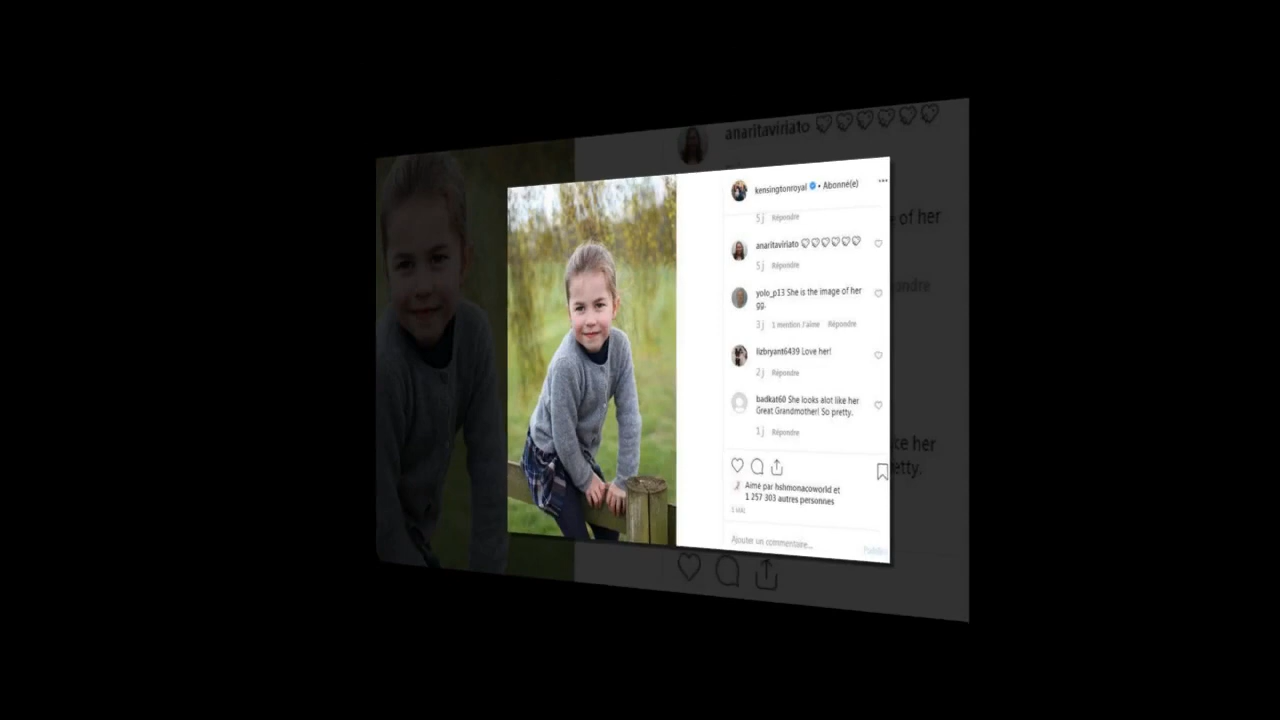 anaritaviriato
kensingtonroyal • Abonné(e)
of her
5 j Répondre
anaritaviriato
5 j Répondre
yolo_p13 She is the image of her
gg.
3 j 1 mention J'aime Répondre
lizbryant6439 Love her!
2 j Répondre
badkat60 She looks alot like her
Great Grandmother! So pretty.
1 j Répondre
her
etty.
Aimé par hshmonacoworld et
1 257 303 autres personnes
Ajouter un commentaire...
Publier